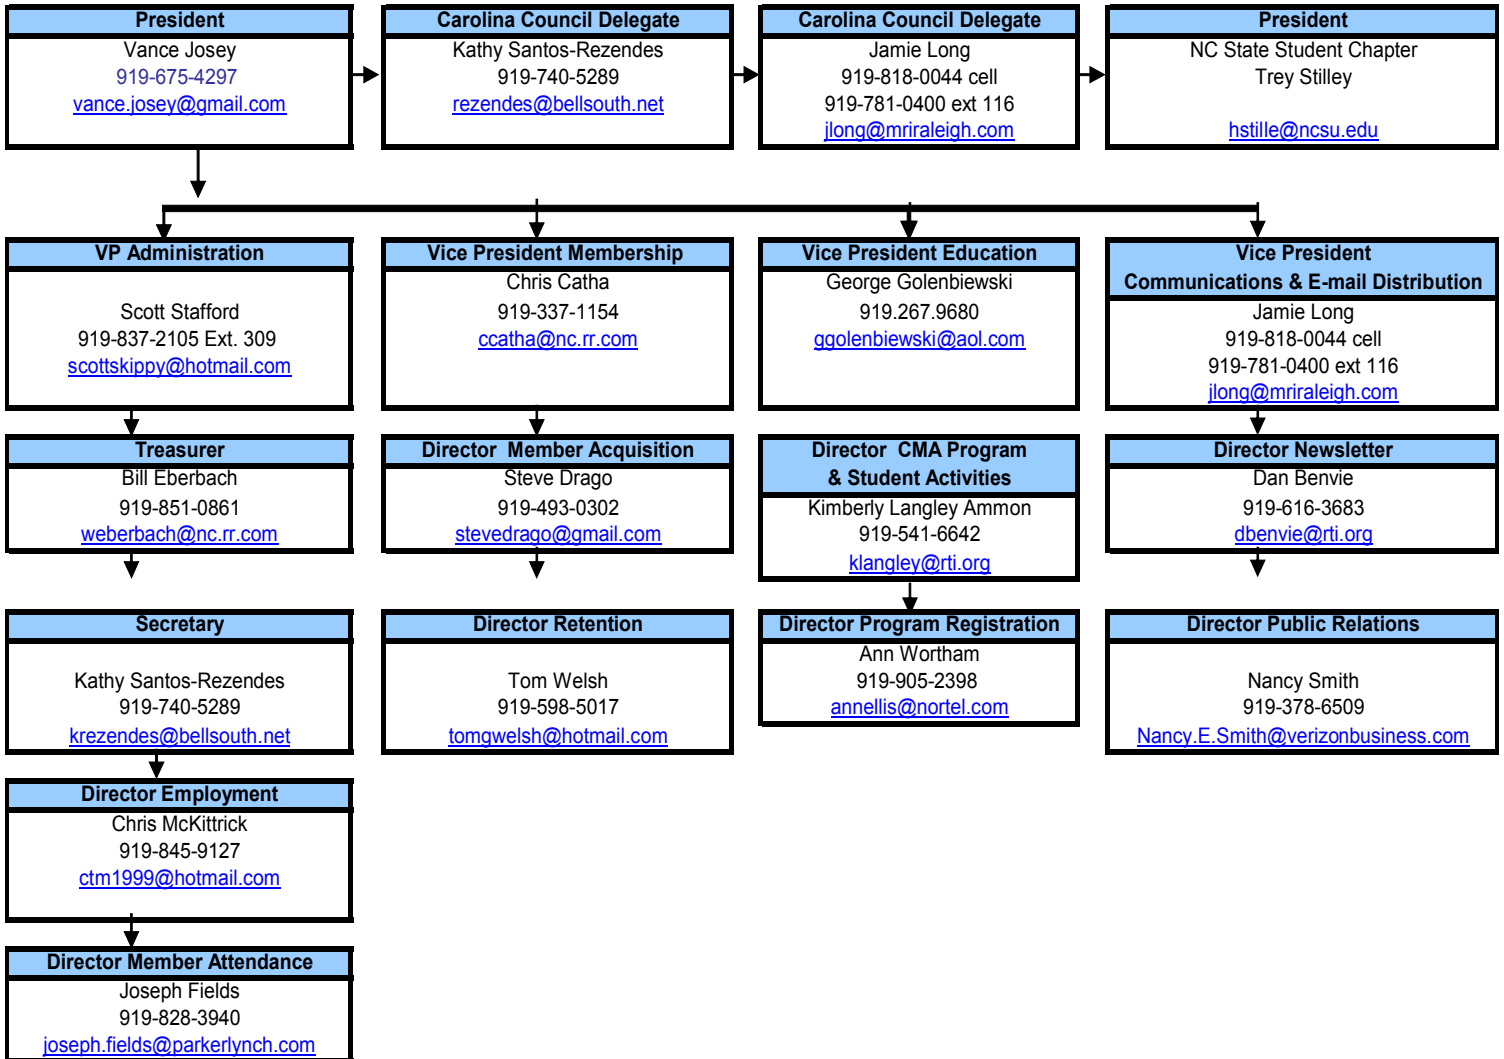 President
Vance Josey
919-675-4297
vance.josey@gmail.com
Carolina Council Delegate
Kathy Santos-Rezendes
919-740-5289
rezendes@bellsouth.net
Carolina Council Delegate
Jamie Long
919-818-0044 cell
919-781-0400 ext 116
jlong@mriraleigh.com
President
NC State Student Chapter
Trey Stilley
hstille@ncsu.edu
VP Administration
Scott Stafford
919-837-2105 Ext. 309
scottskippy@hotmail.com
Vice President Membership
Chris Catha
919-337-1154
ccatha@nc.rr.com
Vice President Education
George Golenbiewski
919.267.9680
ggolenbiewski@aol.com
Vice President
Communications & E-mail Distribution
Jamie Long
919-818-0044 cell
919-781-0400 ext 116
jlong@mriraleigh.com
Treasurer
Bill Eberbach
919-851-0861
weberbach@nc.rr.com
Director Member Acquisition
Steve Drago
919-493-0302
stevedrago@gmail.com
Director CMA Program
& Student Activities
Kimberly Langley Ammon
919-541-6642
klangley@rti.org
Director Newsletter
Dan Benvie
919-616-3683
dbenvie@rti.org
Secretary
Kathy Santos-Rezendes
919-740-5289
krezendes@bellsouth.net
Director Retention
Tom Welsh
919-598-5017
tomgwelsh@hotmail.com
Director Program Registration
Ann Wortham
919-905-2398
annellis@nortel.com
Director Public Relations
Nancy Smith
919-378-6509
Nancy.E.Smith@verizonbusiness.com
Director Employment
Chris McKittrick
919-845-9127
ctm1999@hotmail.com
Director Member Attendance
Joseph Fields
919-828-3940
joseph.fields@parkerlynch.com